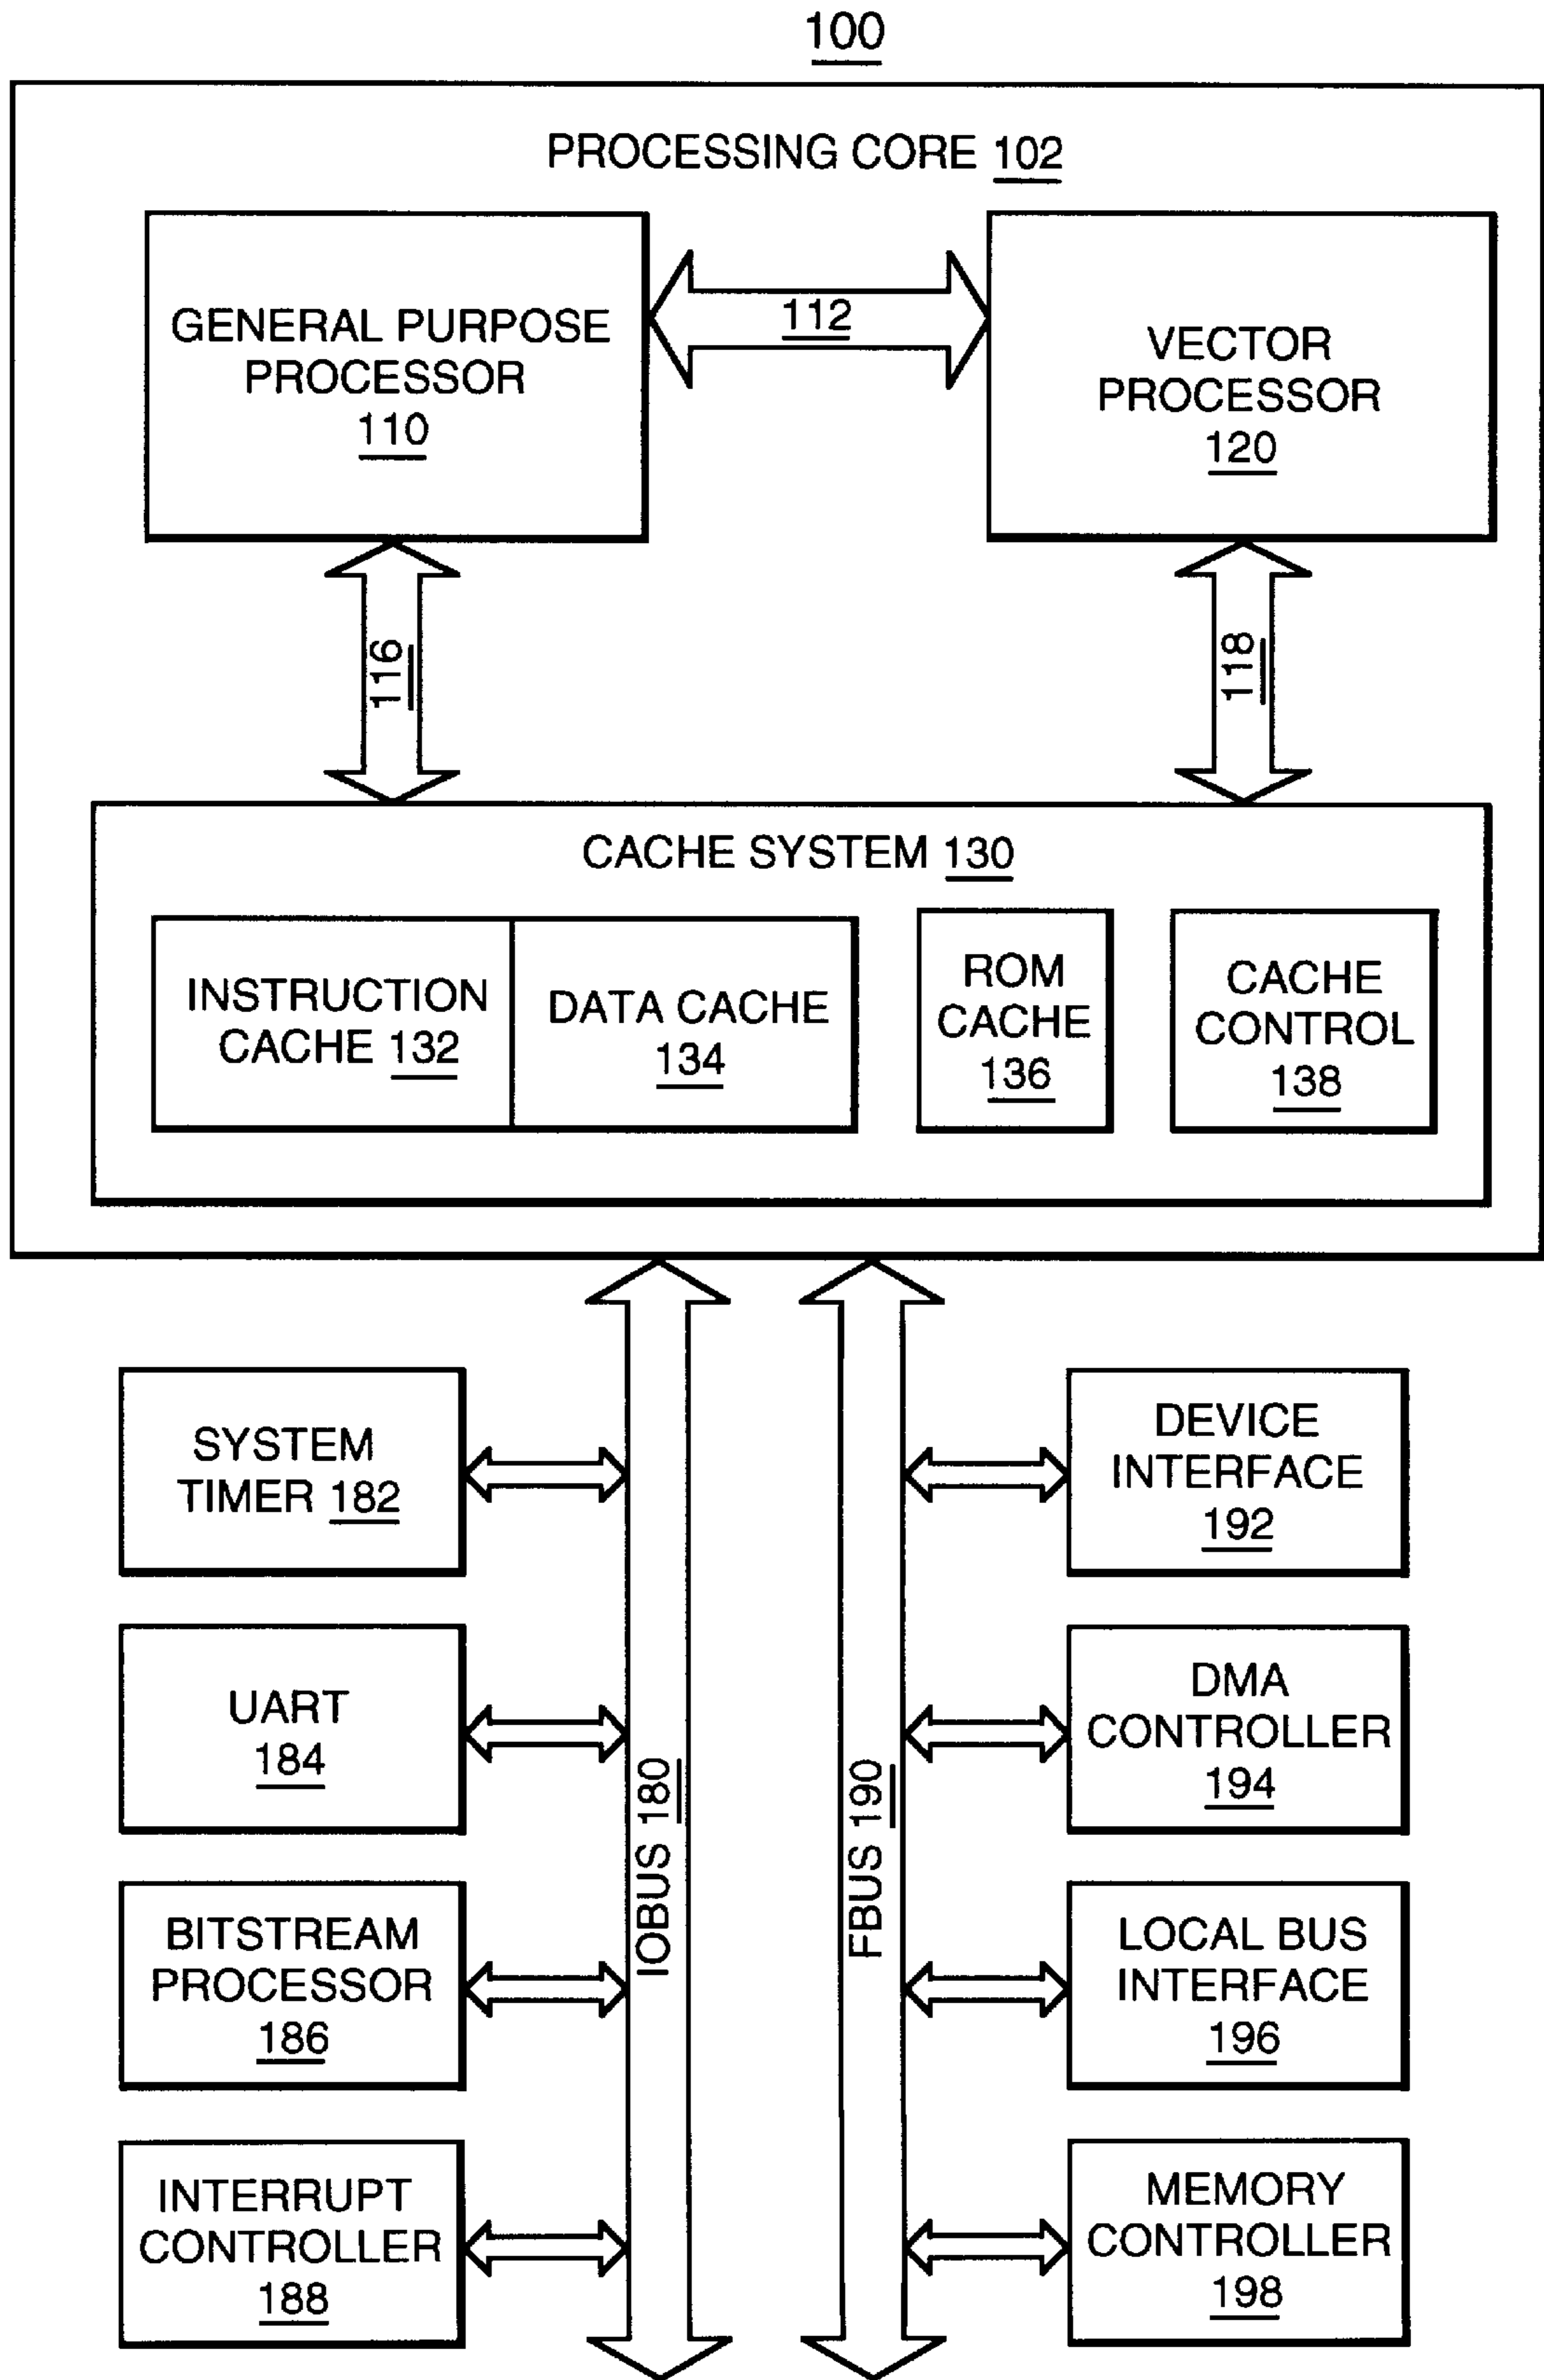 100
PROCESSING CORE 102
GENERAL PURPOSE
PROCESSOR
110
112
VECTOR
PROCESSOR
120
116
118
CACHE SYSTEM 130
INSTRUCTION
CACHE 132
DATA CACHE
134
ROM
CACHE
136
CACHE
CONTROL
138
SYSTEM
TIMER 182
UART
184
BITSTREAM
PROCESSOR
186
INTERRUPT
CONTROLLER
188
IOBUS 180
FBUS 190
DEVICE
INTERFACE
192
DMA
CONTROLLER
194
LOCAL BUS
INTERFACE
196
MEMORY
CONTROLLER
198